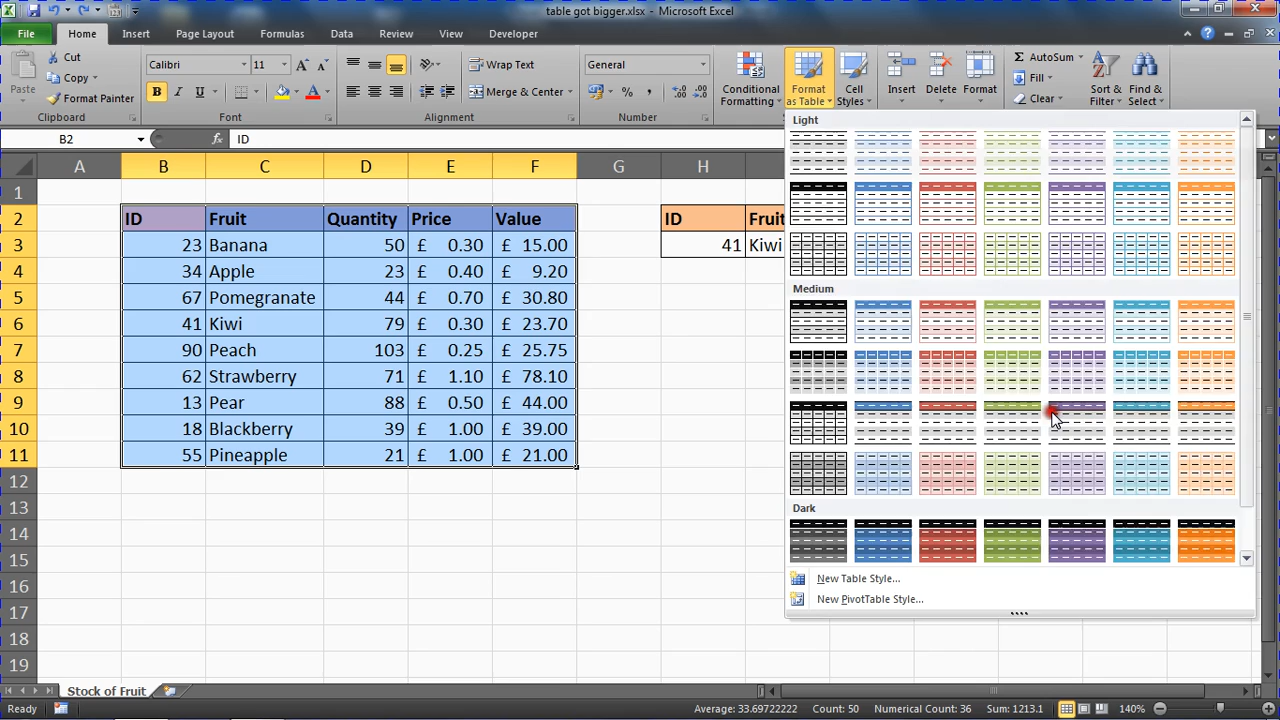 table got bigger.xlsx - Microsoft Excel
File Home Insert Page Layout Formulas Data Review View Developer
Paste Cut Copy Format Painter Clipboard
Calibri 11 A A B I U A Font
Wrap Text Merge & Center Alignment
General % , .0 .00 .00 .0 Number
Conditional Formatting Format as Table Cell Styles
Insert Delete Format
Σ AutoSum Fill Clear Sort & Filter Find & Select
B2 fx ID
A B C D E F G H
1
2 ID Fruit Quantity Price Value ID Fruit
3 23 Banana 50 £ 0.30 £ 15.00 41 Kiwi
4 34 Apple 23 £ 0.40 £ 9.20
5 67 Pomegranate 44 £ 0.70 £ 30.80
6 41 Kiwi 79 £ 0.30 £ 23.70
7 90 Peach 103 £ 0.25 £ 25.75
8 62 Strawberry 71 £ 1.10 £ 78.10
9 13 Pear 88 £ 0.50 £ 44.00
10 18 Blackberry 39 £ 1.00 £ 39.00
11 55 Pineapple 21 £ 1.00 £ 21.00
12
13
14
15
16
17
18
19
Light
Medium
Dark
New Table Style...
New PivotTable Style...
Stock of Fruit
Ready Average: 33.69722222 Count: 50 Numerical Count: 36 Sum: 1213.1 140%